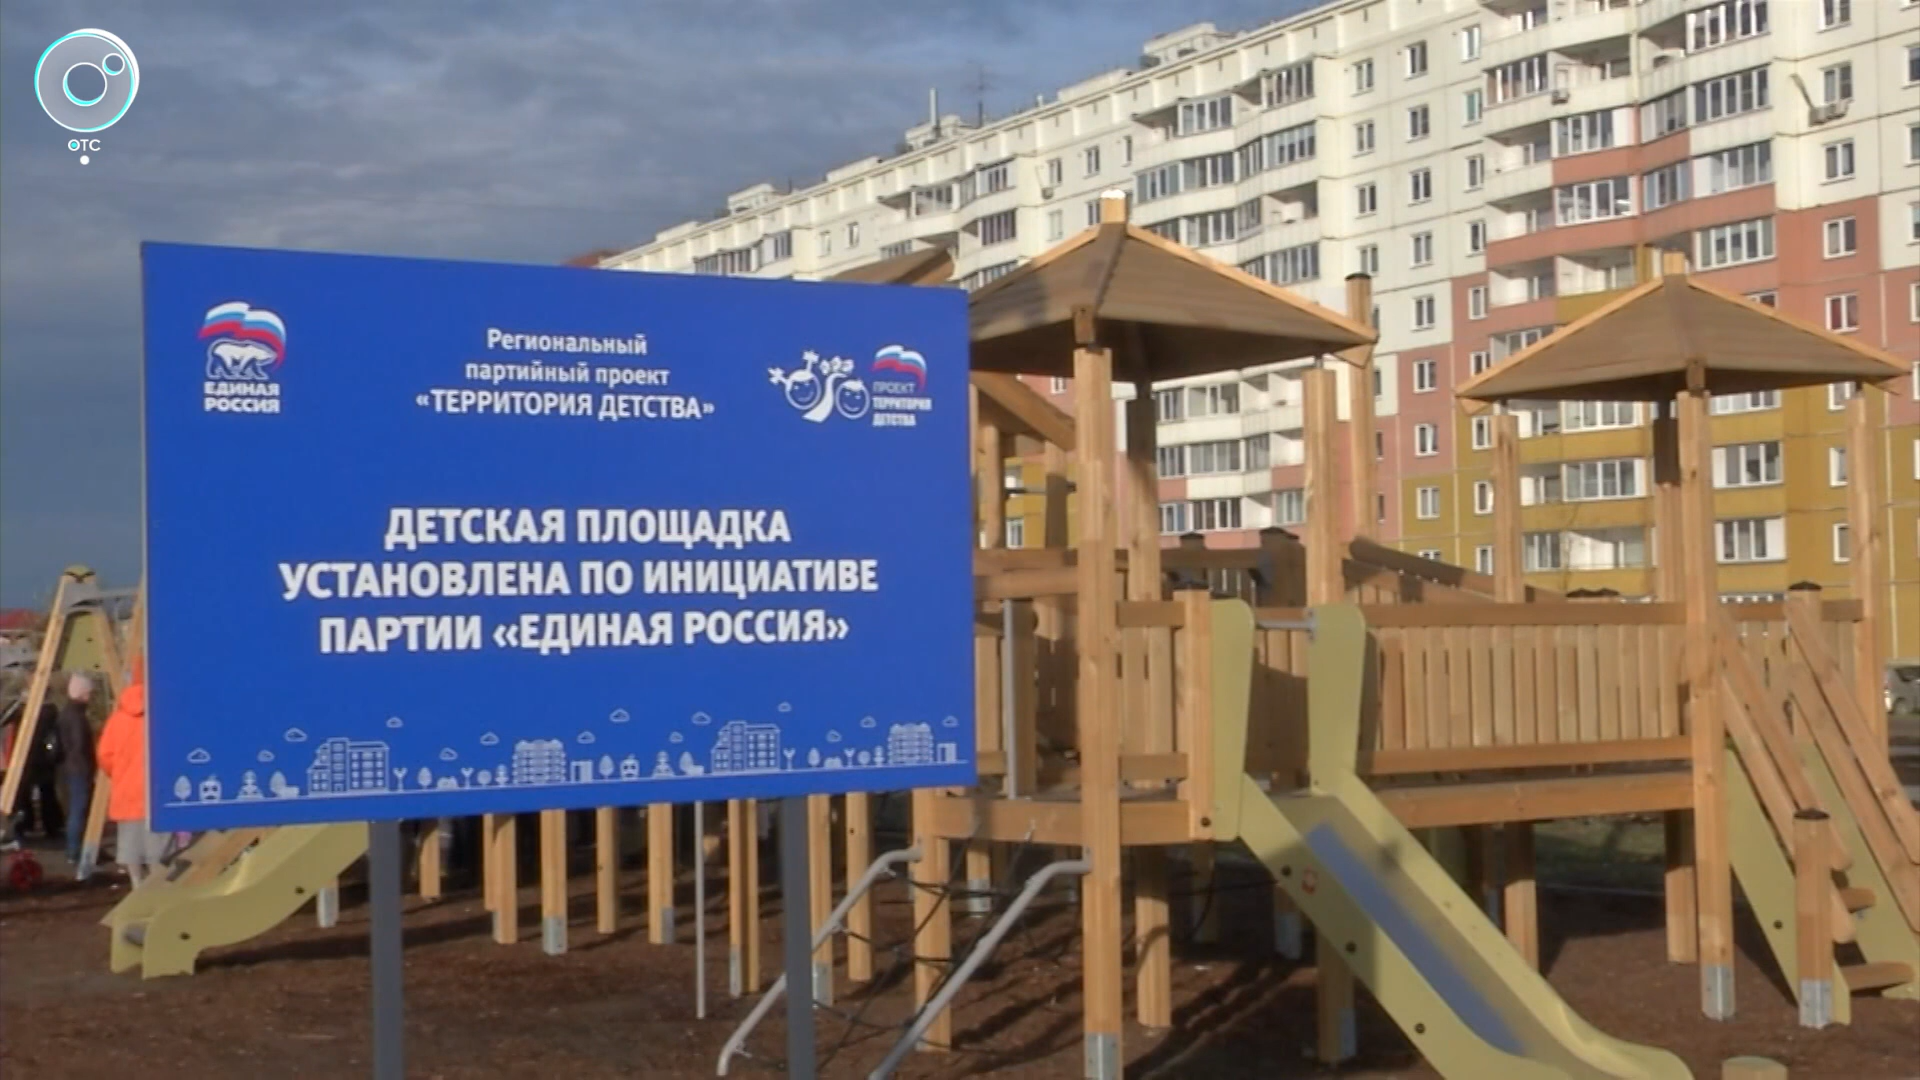 ОТС
ЕДИНАЯ
РОССИЯ
Региональный
партийный проект
«ТЕРРИТОРИЯ ДЕТСТВА»
ПРОЕКТ
ТЕРРИТОРИЯ
ДЕТСТВА
ДЕТСКАЯ ПЛОЩАДКА
УСТАНОВЛЕНА ПО ИНИЦИАТИВЕ
ПАРТИИ «ЕДИНАЯ РОССИЯ»